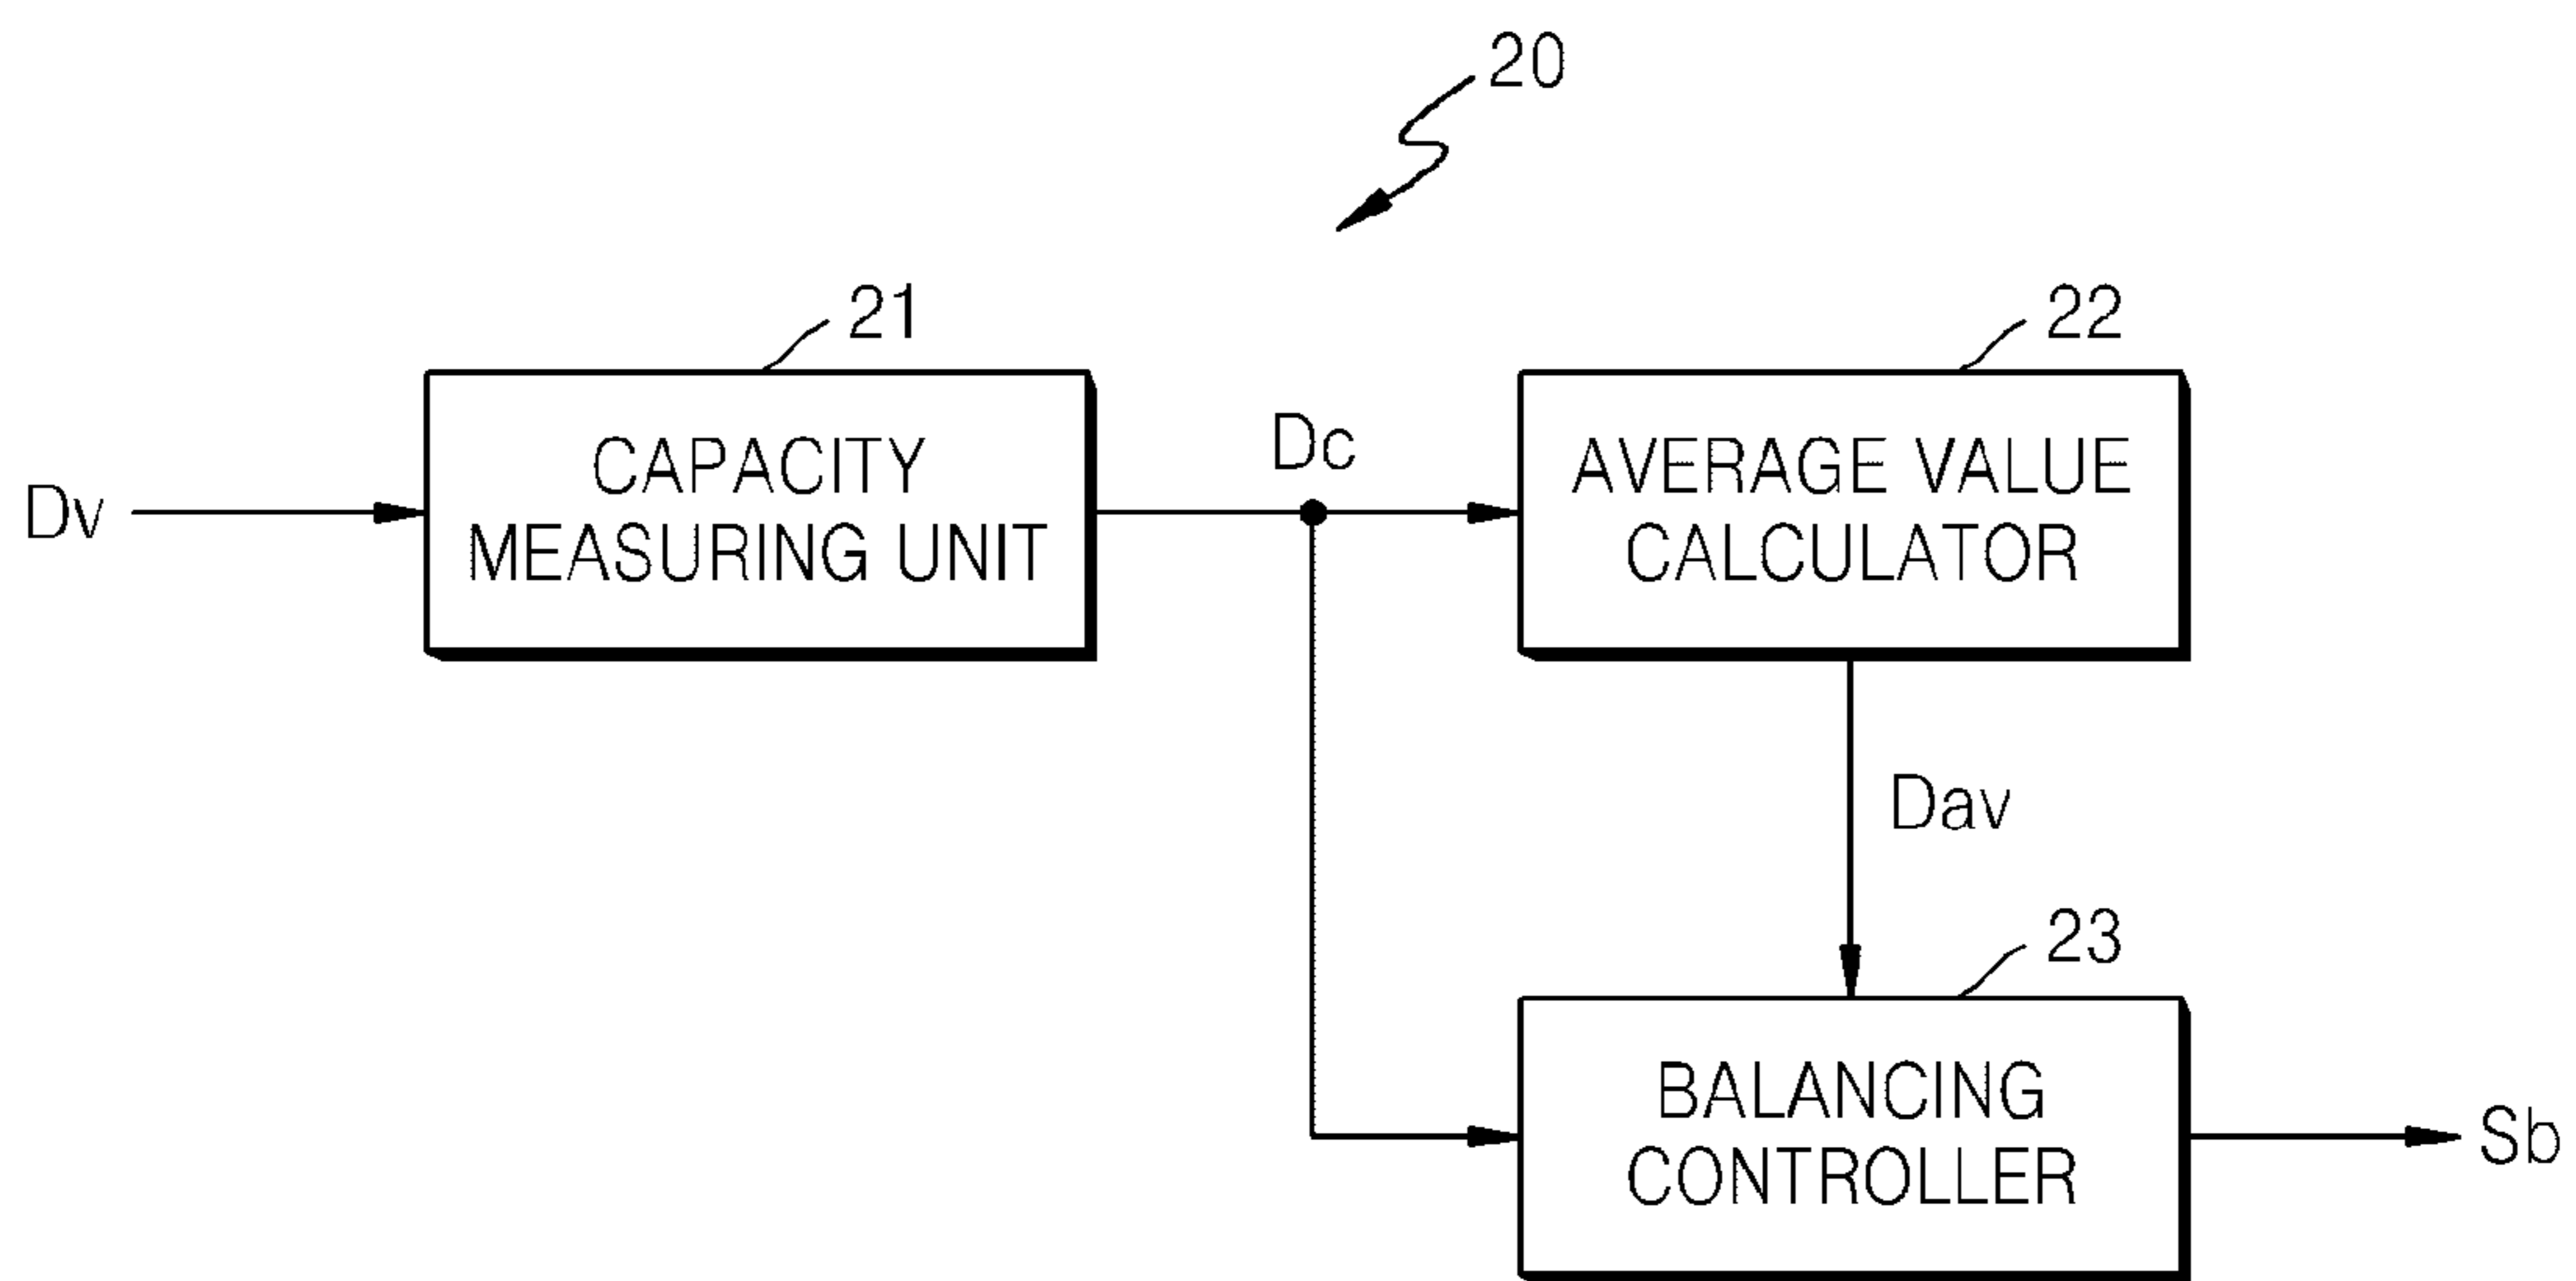 20
21
22
CAPACITY
MEASURING UNIT
Dc
AVERAGE VALUE
CALCULATOR
Dv
Dav
23
BALANCING
CONTROLLER
Sb